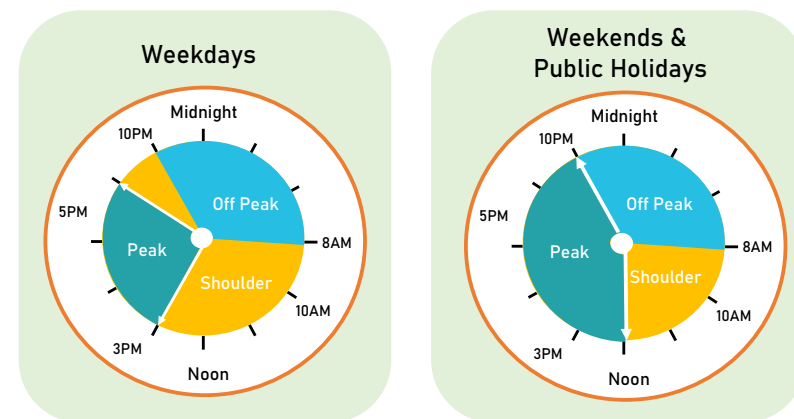 Weekdays
Midnight
10PM
Off Peak
5PM
Peak
8AM
Shoulder
10AM
3PM
Noon
Weekends &
Public Holidays
Midnight
10PM
Off Peak
5PM
Peak
8AM
Shoulder
10AM
3PM
Noon